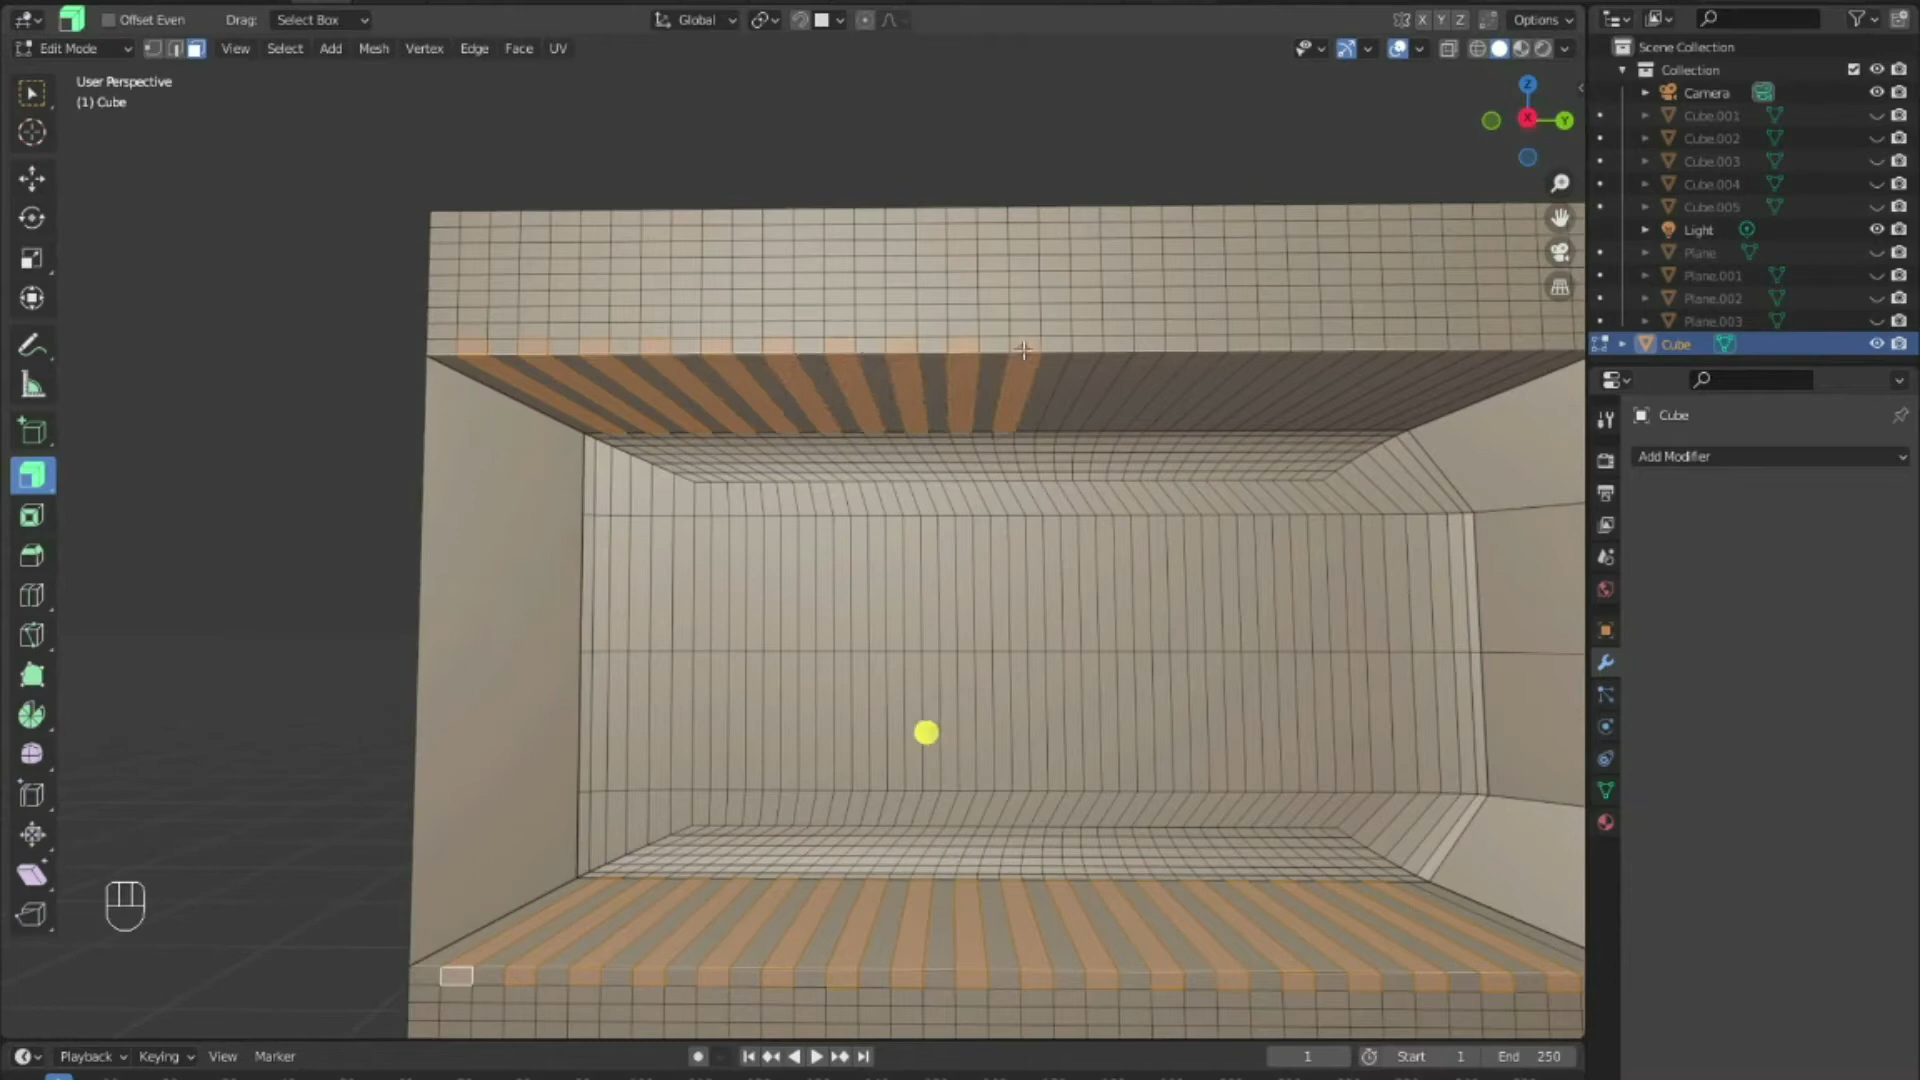 Offset Even Drag: Select Box Global X Y Z Options
Edit Mode View Select Add Mesh Vertex Edge Face UV
User Perspective
(1) Cube
Z
X Y
Scene Collection
Collection
Camera
Cube.001
Cube.002
Cube.003
Cube.004
Cube.005
Light
Plane
Plane.001
Plane.002
Plane.003
Cube
Cube
Add Modifier
Playback Keying View Marker 1 Start 1 End 250